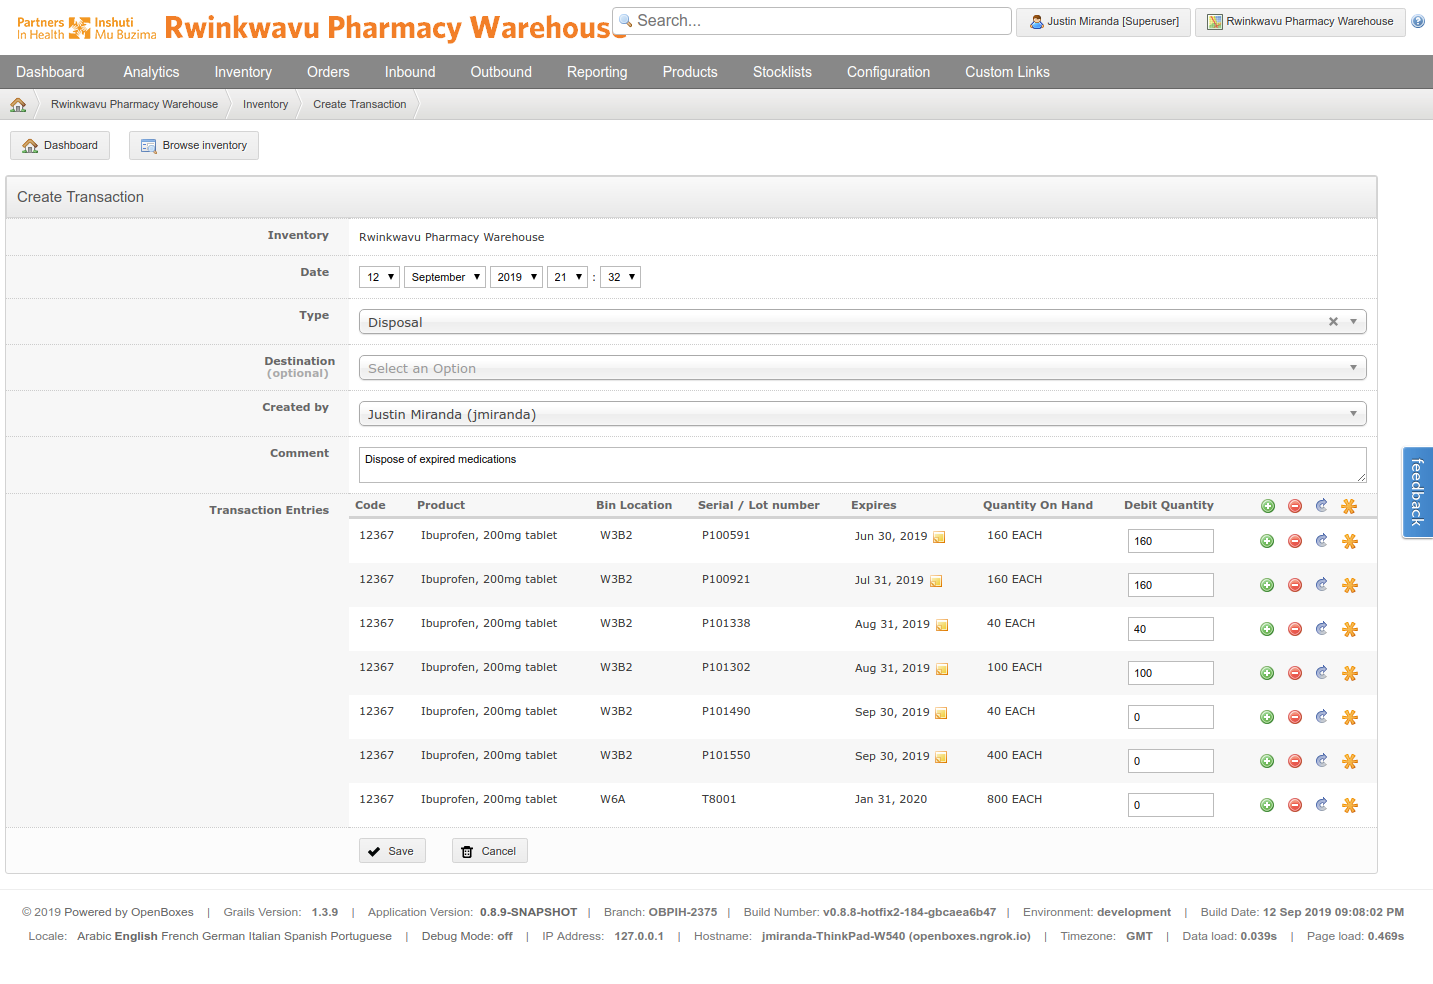 Partners In Health Inshuti Mu Buzima
Rwinkwavu Pharmacy Warehouse
Search...
Justin Miranda [Superuser]
Rwinkwavu Pharmacy Warehouse
Dashboard Analytics Inventory Orders Inbound Outbound Reporting Products Stocklists Configuration Custom Links
Rwinkwavu Pharmacy Warehouse Inventory Create Transaction
Dashboard Browse inventory
Create Transaction
Inventory Rwinkwavu Pharmacy Warehouse
Date 12 September 2019 21 : 32
Type Disposal
Destination (optional) Select an Option
Created by Justin Miranda (jmiranda)
Comment Dispose of expired medications
Transaction Entries Code Product Bin Location Serial / Lot number Expires Quantity On Hand Debit Quantity
12367 Ibuprofen, 200mg tablet W3B2 P100591 Jun 30, 2019 160 EACH 160
12367 Ibuprofen, 200mg tablet W3B2 P100921 Jul 31, 2019 160 EACH 160
12367 Ibuprofen, 200mg tablet W3B2 P101338 Aug 31, 2019 40 EACH 40
12367 Ibuprofen, 200mg tablet W3B2 P101302 Aug 31, 2019 100 EACH 100
12367 Ibuprofen, 200mg tablet W3B2 P101490 Sep 30, 2019 40 EACH 0
12367 Ibuprofen, 200mg tablet W3B2 P101550 Sep 30, 2019 400 EACH 0
12367 Ibuprofen, 200mg tablet W6A T8001 Jan 31, 2020 800 EACH 0
Save Cancel
feedback
© 2019 Powered by OpenBoxes | Grails Version: 1.3.9 | Application Version: 0.8.9-SNAPSHOT | Branch: OBPIH-2375 | Build Number: v0.8.8-hotfix2-184-gbcaea6b47 | Environment: development | Build Date: 12 Sep 2019 09:08:02 PM
Locale: Arabic English French German Italian Spanish Portuguese | Debug Mode: off | IP Address: 127.0.0.1 | Hostname: jmiranda-ThinkPad-W540 (openboxes.ngrok.io) | Timezone: GMT | Data load: 0.039s | Page load: 0.469s